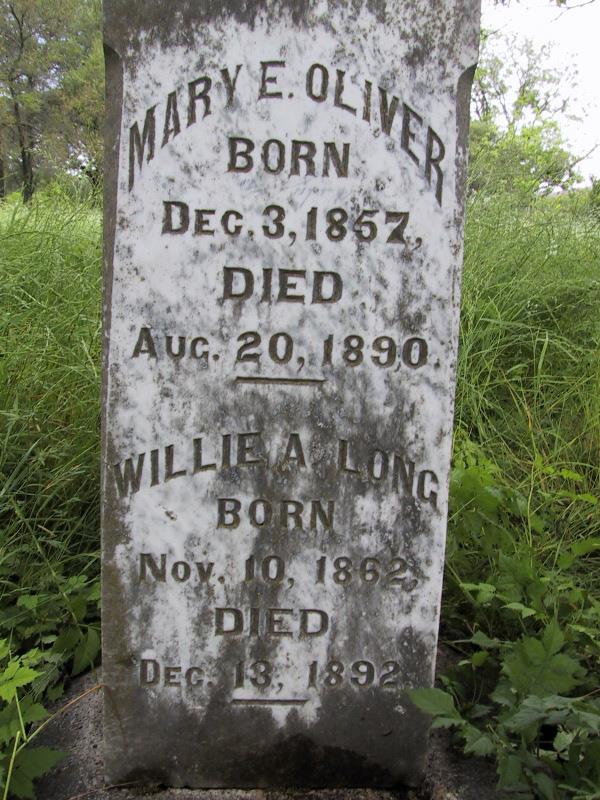 MARY E. OLIVER
BORN
DEC. 3, 1857,
DIED
AUG. 20, 1890.
WILLIE A. LONG
BORN
NOV. 10, 1862,
DIED
DEC. 13, 1892